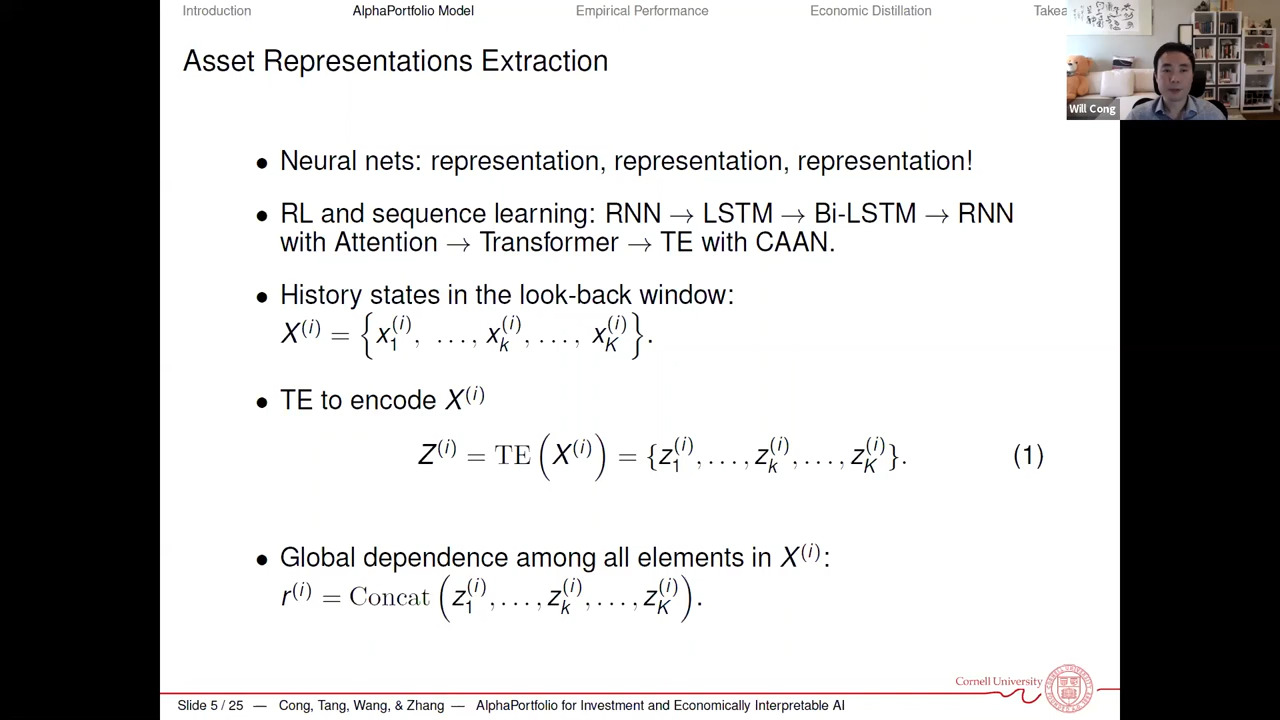 Introduction AlphaPortfolio Model Empirical Performance Economic Distillation Takea
Asset Representations Extraction
Will Cong
• Neural nets: representation, representation, representation!
• RL and sequence learning: RNN → LSTM → Bi-LSTM → RNN
with Attention → Transformer → TE with CAAN.
• History states in the look-back window:
X^{(i)} = {x_1^{(i)}, …, x_k^{(i)}, …, x_K^{(i)}}.
• TE to encode X^{(i)}
Z^{(i)} = TE(X^{(i)}) = {z_1^{(i)}, …, z_k^{(i)}, …, z_K^{(i)}}. (1)
• Global dependence among all elements in X^{(i)}:
r^{(i)} = Concat(z_1^{(i)}, …, z_k^{(i)}, …, z_K^{(i)}).
Cornell University
Slide 5 / 25 — Cong, Tang, Wang, & Zhang — AlphaPortfolio for Investment and Economically Interpretable AI